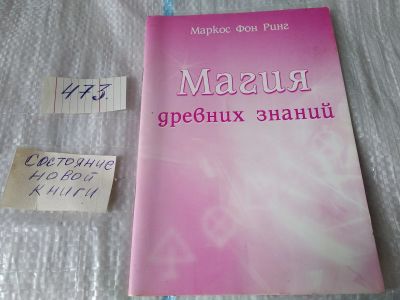 Маркос Фон Ринг
Магия
древних знаний
473.
Состояние
новой
книги